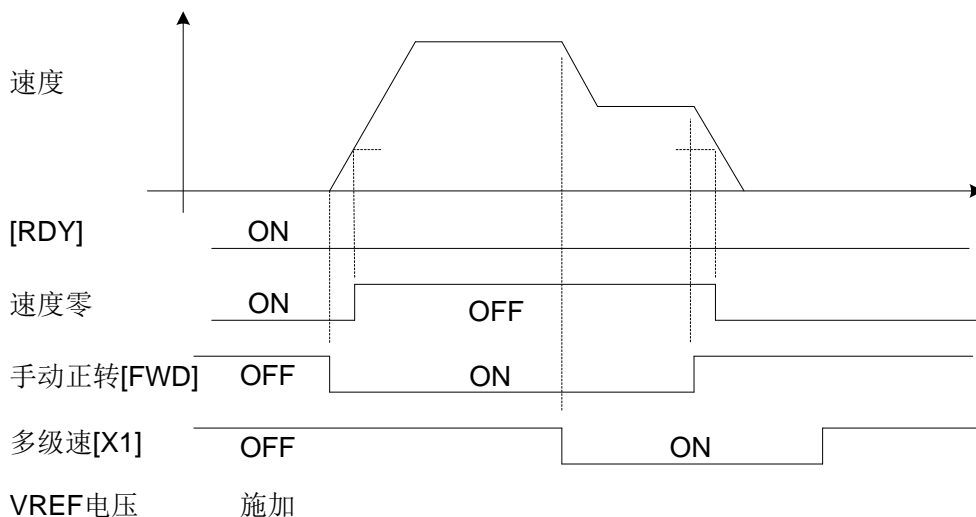 速度
[RDY] ON
速度零 ON OFF
手动正转[FWD] OFF ON
多级速[X1] OFF ON
VREF电压 施加